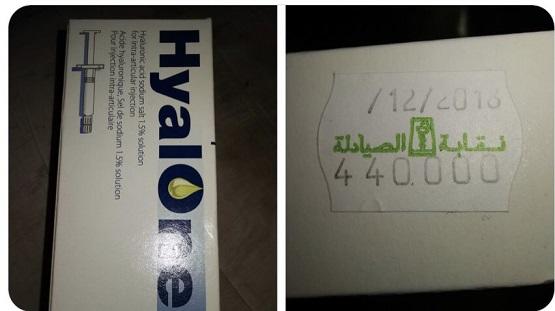 HyalOne
Hyaluronic acid sodium salt 1.5% solution
for intra-articular injection
Acide hyaluronique, Sel de sodium 1.5% solution
Pour injection intra-articulaire
/12/2016
نقابة الصيادلة
440.000